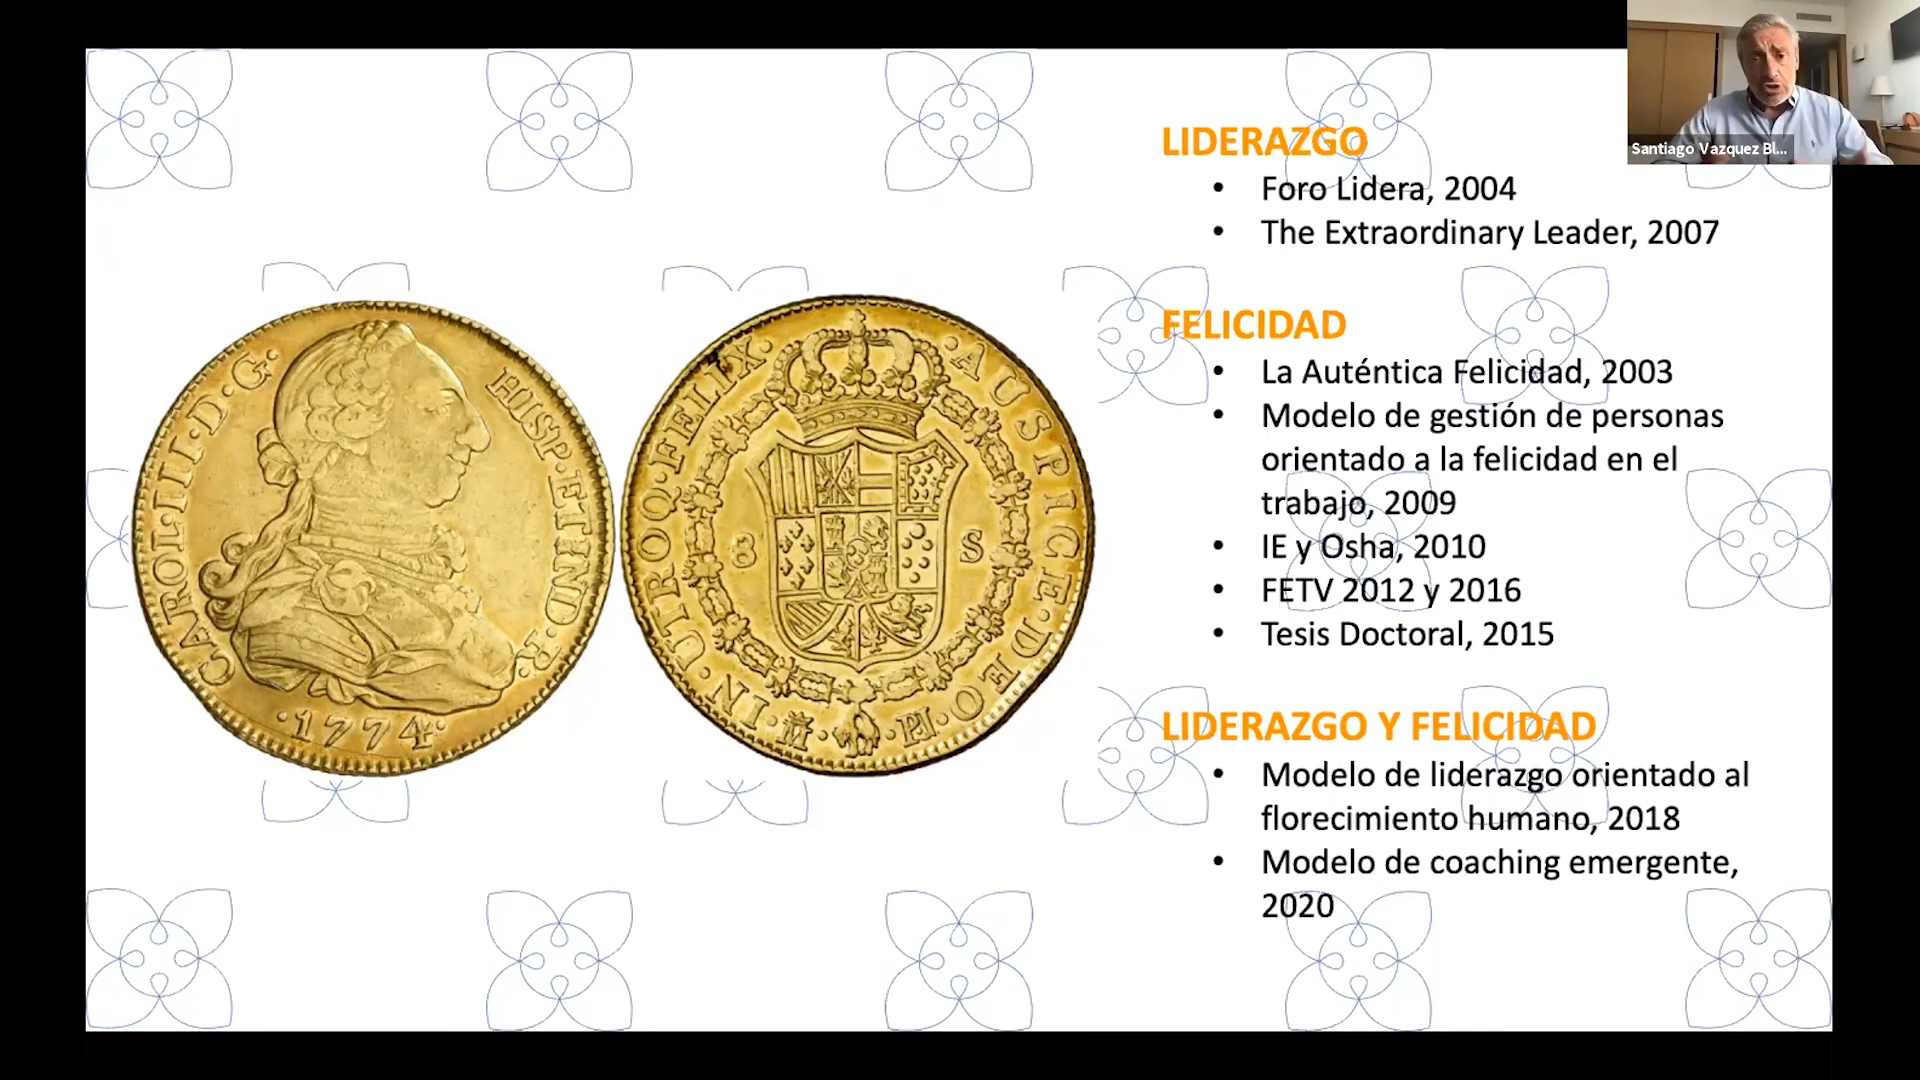 LIDERAZGO
• Foro Lidera, 2004
• The Extraordinary Leader, 2007
FELICIDAD
• La Auténtica Felicidad, 2003
• Modelo de gestión de personas
orientado a la felicidad en el
trabajo, 2009
• IE y Osha, 2010
• FETV 2012 y 2016
• Tesis Doctoral, 2015
LIDERAZGO Y FELICIDAD
• Modelo de liderazgo orientado al
florecimiento humano, 2018
• Modelo de coaching emergente,
2020
Santiago Vazquez Bl...
CAROL·III·D·G· HISP·ET IND·R·
·1774·
IN·UTROQ·FELIX· ·AUSPICE·DEO·
8 S
M PJ